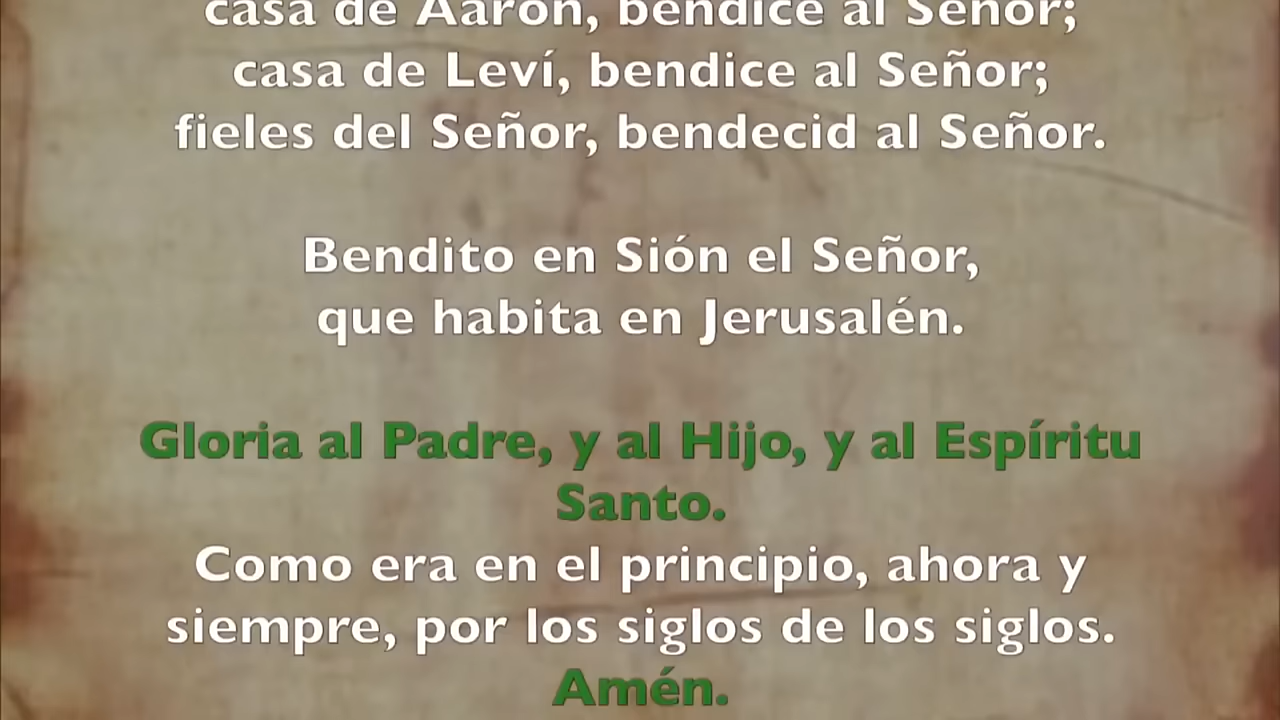 casa de Aarón, bendice al Señor;
casa de Leví, bendice al Señor;
fieles del Señor, bendecid al Señor.
Bendito en Sión el Señor,
que habita en Jerusalén.
Gloria al Padre, y al Hijo, y al Espíritu
Santo.
Como era en el principio, ahora y
siempre, por los siglos de los siglos.
Amén.